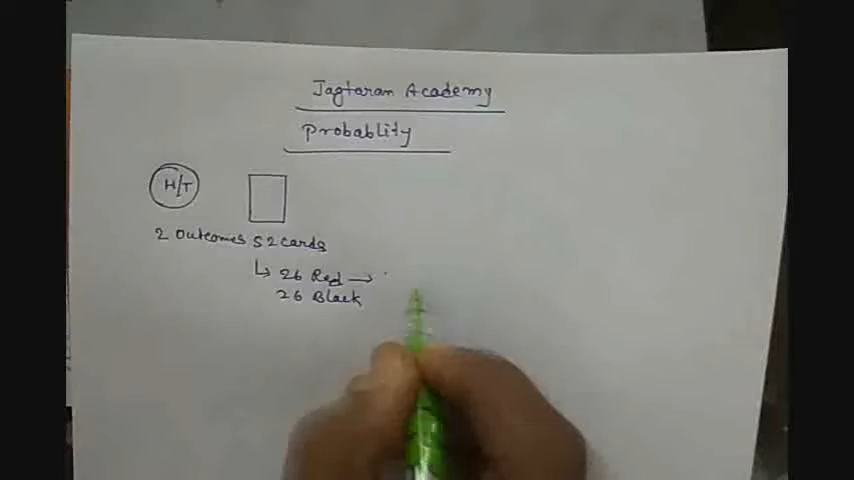 Jagtaran Academy
Probablity
H/T
2 Outcomes 52 cards
↳ 26 Red →
26 Black